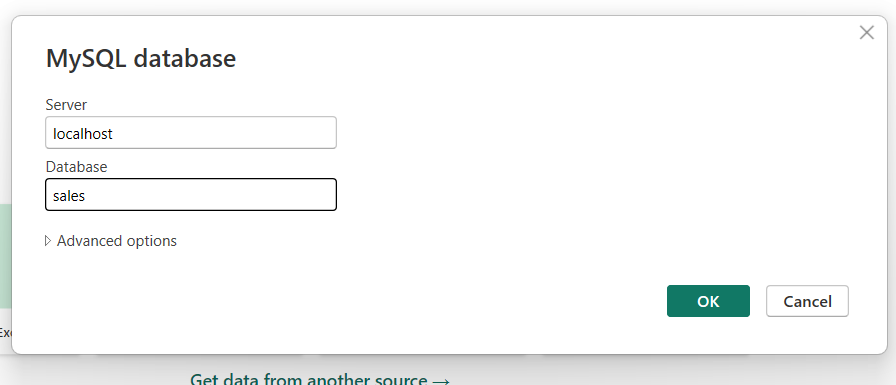 MySQL database
Server
localhost
Database
sales
Advanced options
OK
Cancel
Get data from another source →